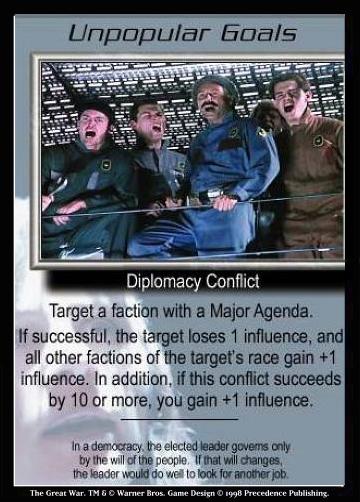 Unpopular Goals
Diplomacy Conflict
Target a faction with a Major Agenda.
If successful, the target loses 1 influence, and
all other factions of the target's race gain +1
influence. In addition, if this conflict succeeds
by 10 or more, you gain +1 influence.
In a democracy, the elected leader governs only
by the will of the people. If that will changes,
the leader would do well to look for another job.
The Great War. TM & © Warner Bros. Game Design © 1998 Precedence Publishing.